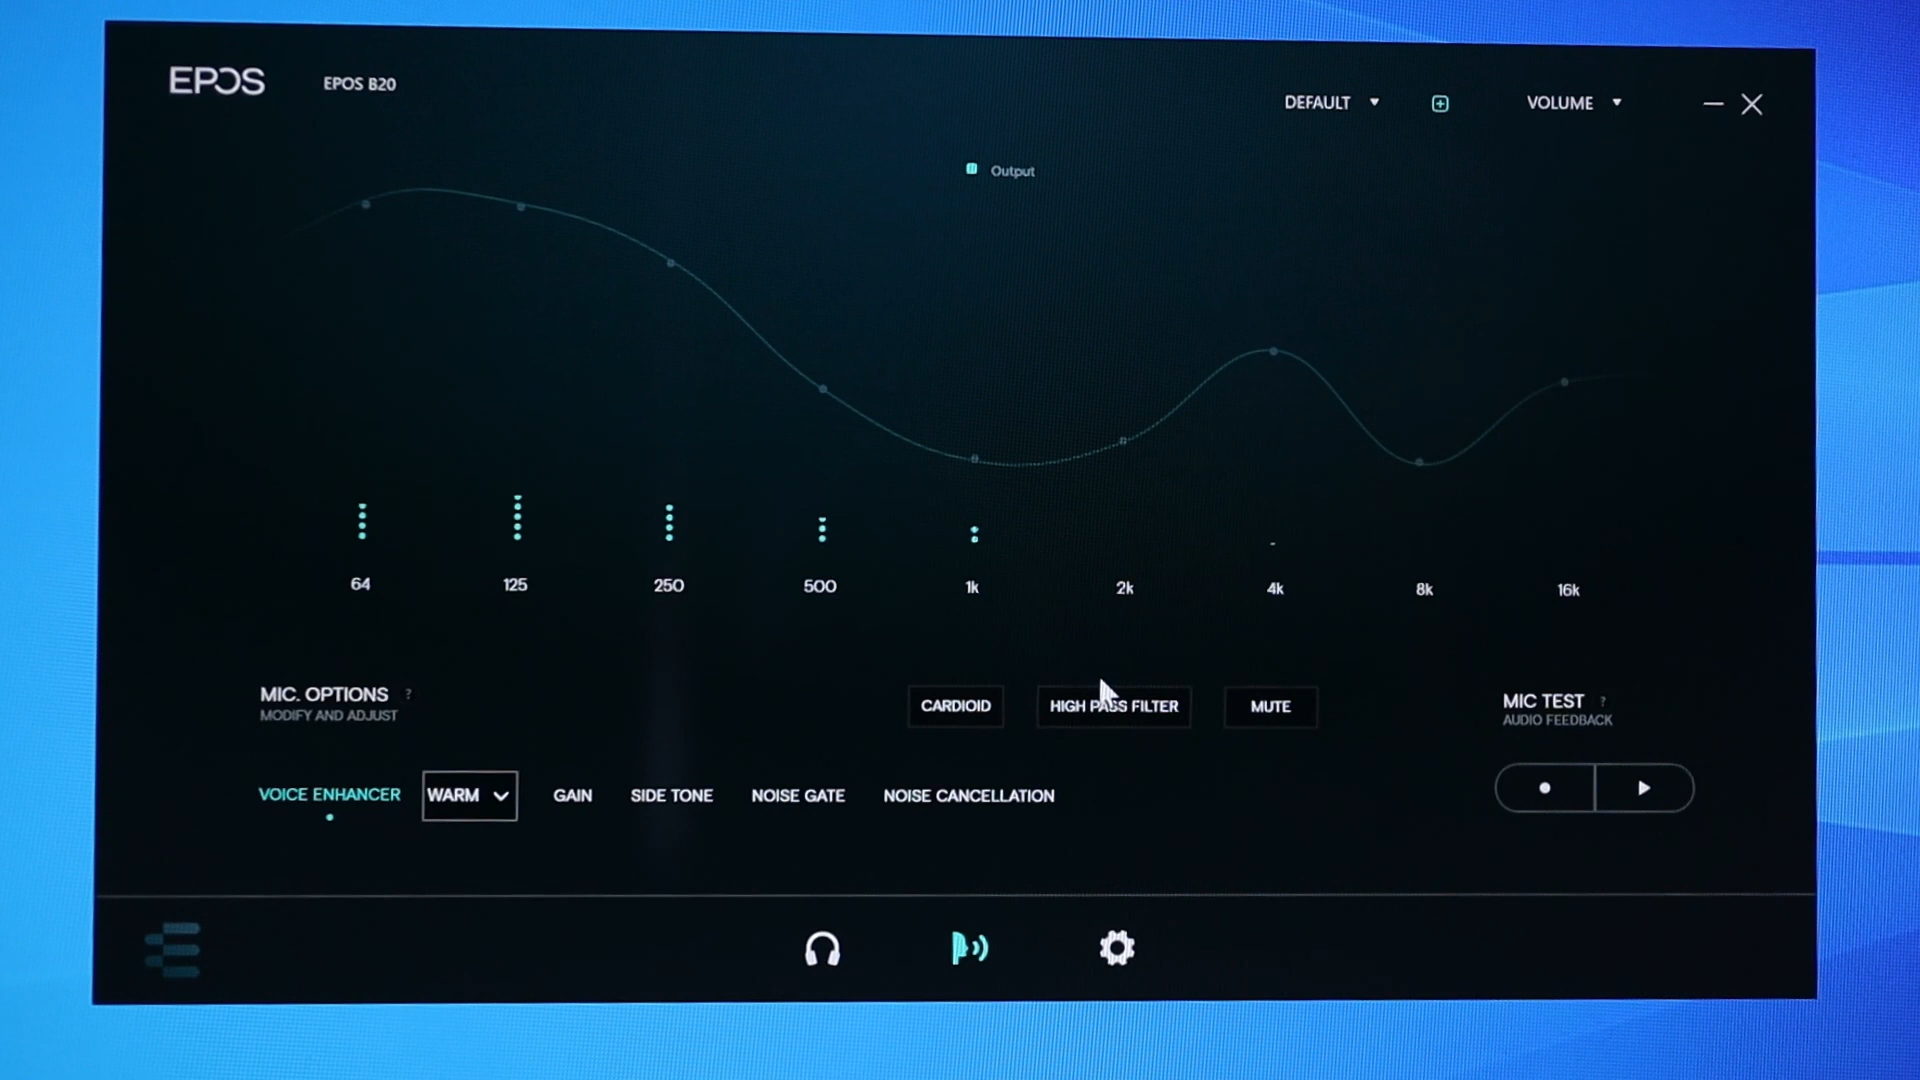 EPOS
EPOS B20
DEFAULT
VOLUME
Output
64 125 250 500 1k 2k 4k 8k 16k
MIC. OPTIONS ?
MODIFY AND ADJUST
CARDIOID
HIGH PASS FILTER
MUTE
MIC TEST ?
AUDIO FEEDBACK
VOICE ENHANCER
WARM
GAIN
SIDE TONE
NOISE GATE
NOISE CANCELLATION